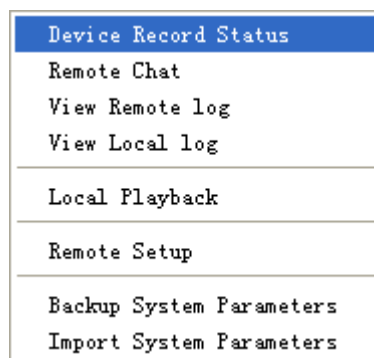 Device Record Status
Remote Chat
View Remote log
View Local log
Local Playback
Remote Setup
Backup System Parameters
Import System Parameters